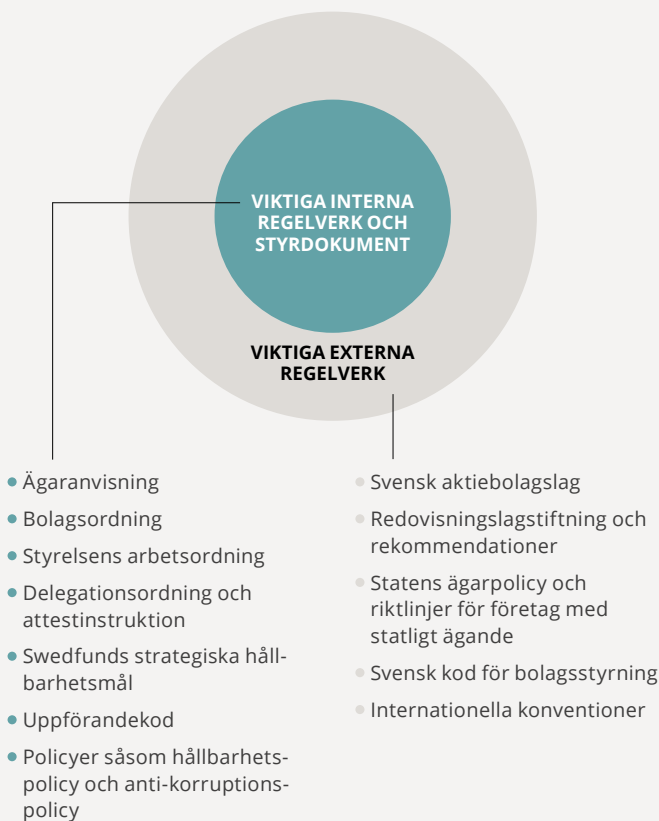 VIKTIGA INTERNA
REGELVERK OCH
STYRDOKUMENT
VIKTIGA EXTERNA
REGELVERK
Ägaranvisning
Bolagsordning
Styrelsens arbetsordning
Delegationsordning och
attestinstruktion
Swedfunds strategiska håll-
barhetsmål
Uppförandekod
Policyer såsom hållbarhets-
policy och anti-korruptions-
policy
Svensk aktiebolagslag
Redovisningslagstiftning och
rekommendationer
Statens ägarpolicy och
riktlinjer för företag med
statligt ägande
Svensk kod för bolagsstyrning
Internationella konventioner